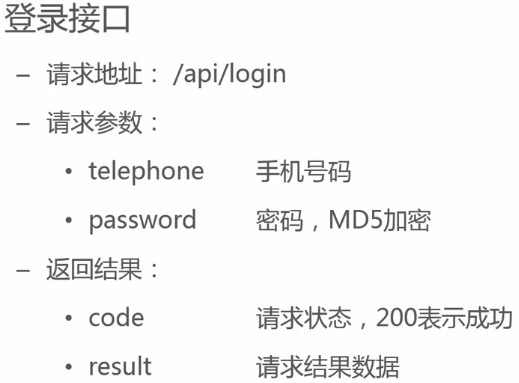 登录接口
– 请求地址： /api/login
– 请求参数：
• telephone 手机号码
• password 密码，MD5加密
– 返回结果：
• code 请求状态，200表示成功
• result 请求结果数据